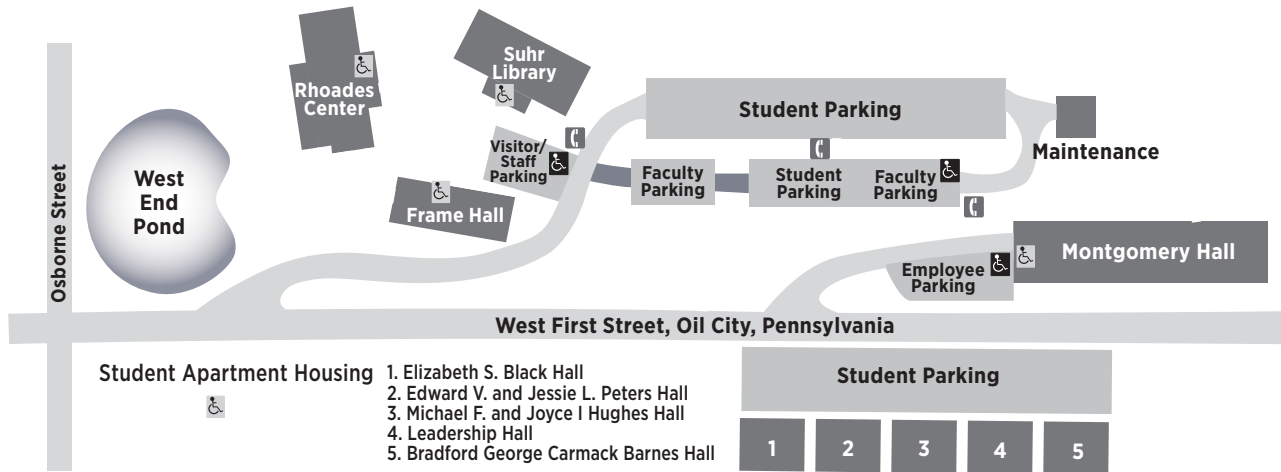 Osborne Street
West
End
Pond
Rhoades
Center
Suhr
Library
Visitor/
Staff
Parking
Frame Hall
Student Parking
Faculty
Parking
Student
Parking
Faculty
Parking
Maintenance
Employee
Parking
Montgomery Hall
West First Street, Oil City, Pennsylvania
Student Apartment Housing
1. Elizabeth S. Black Hall
2. Edward V. and Jessie L. Peters Hall
3. Michael F. and Joyce I Hughes Hall
4. Leadership Hall
5. Bradford George Carmack Barnes Hall
Student Parking
1
2
3
4
5